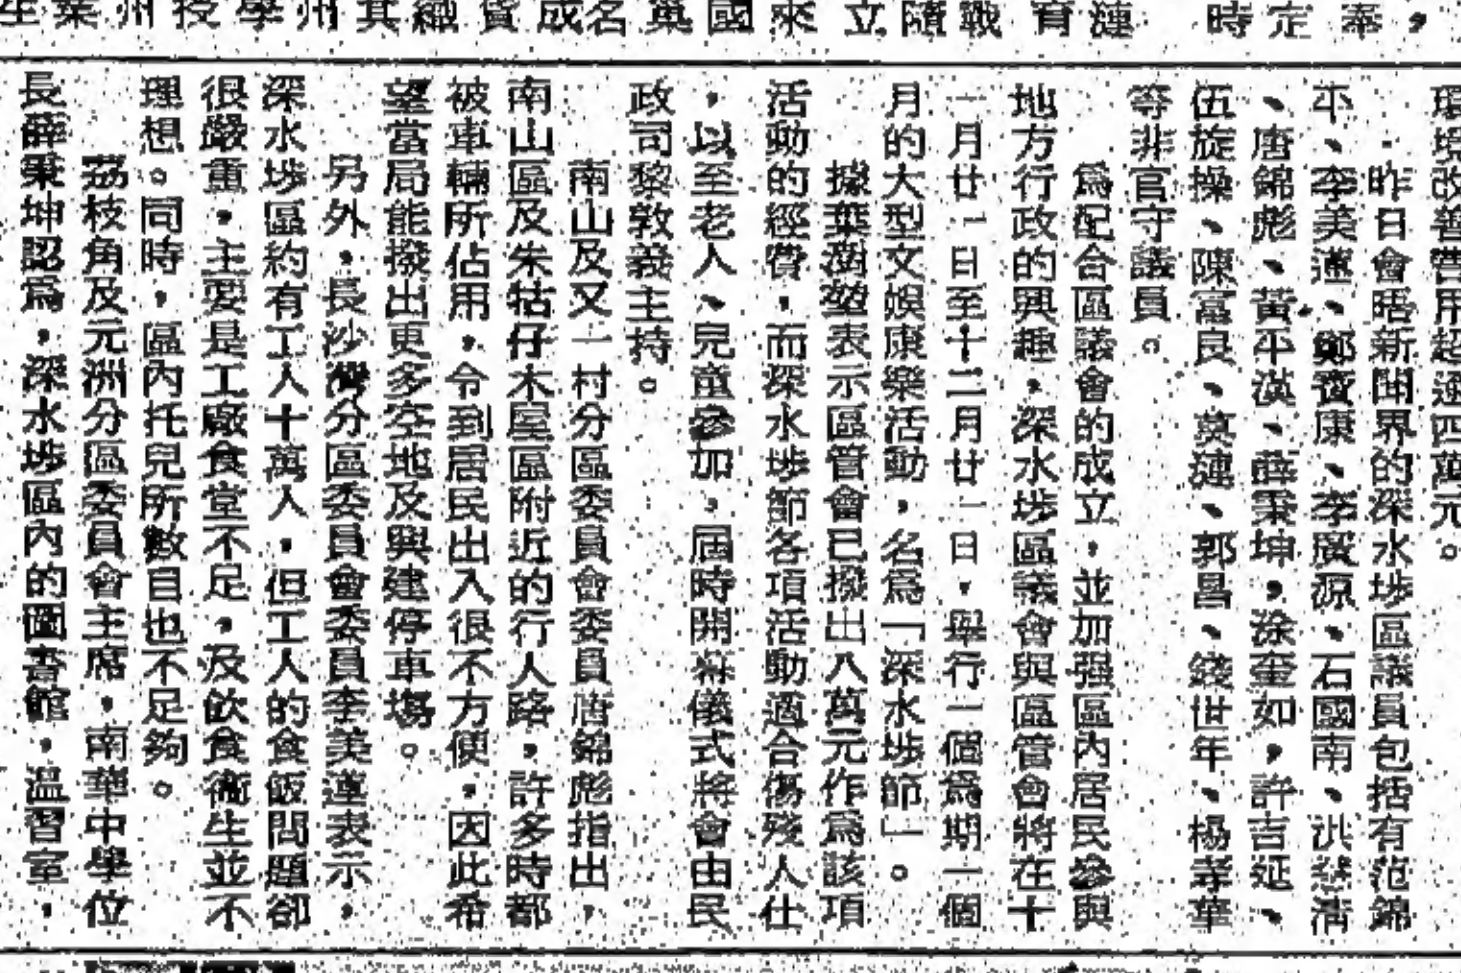 環境改善費用超逾四萬元。
昨日會晤新聞界的深水埗區議員包括有范錦
平、李美運、鄭寶康、李廣源、石國南、洪 清
、唐錦彪、黃平漢、薛秉坤，涂奎如，許吉延、
伍旋操、陳富良、莫漣、郭昌、錢世年、楊孝華
等非官守議員。
爲配合區議會的成立，並加强區內居民參與
地方行政的興趣，深水埗區議會與區管會將在十
一月廿一日至十二月廿一日，舉行一個爲期一個
月的大型文娛康樂活動，名爲「深水埗節」。
據葉樹堃表示區管會已撥出八萬元作爲該項
活動的經費，而深水埗節各項活動適合傷殘人仕
，以至老人、兒童參加，屆時開幕儀式將會由民
政司黎敦義主持。
南山及又一村分區委員會委員唐錦彪指出，
南山區及朱牯仔木屋區附近的行人路，許多時都
被車輛所佔用，令到居民出入很不方便，因此希
望當局能撥出更多空地及興建停車塲。
另外，長沙灣分區委員會委員李美運表示，
深水埗區約有工人十萬人，但工人的食飯問題卻
很嚴重，主要是工廠食堂不足，及飲食衞生並不
理想。同時，區內托兒所數目也不足夠。
荔枝角及元洲分區委員會主席，南華中學位
長薛秉坤認爲，深水埗區內的圖書館，温習室，